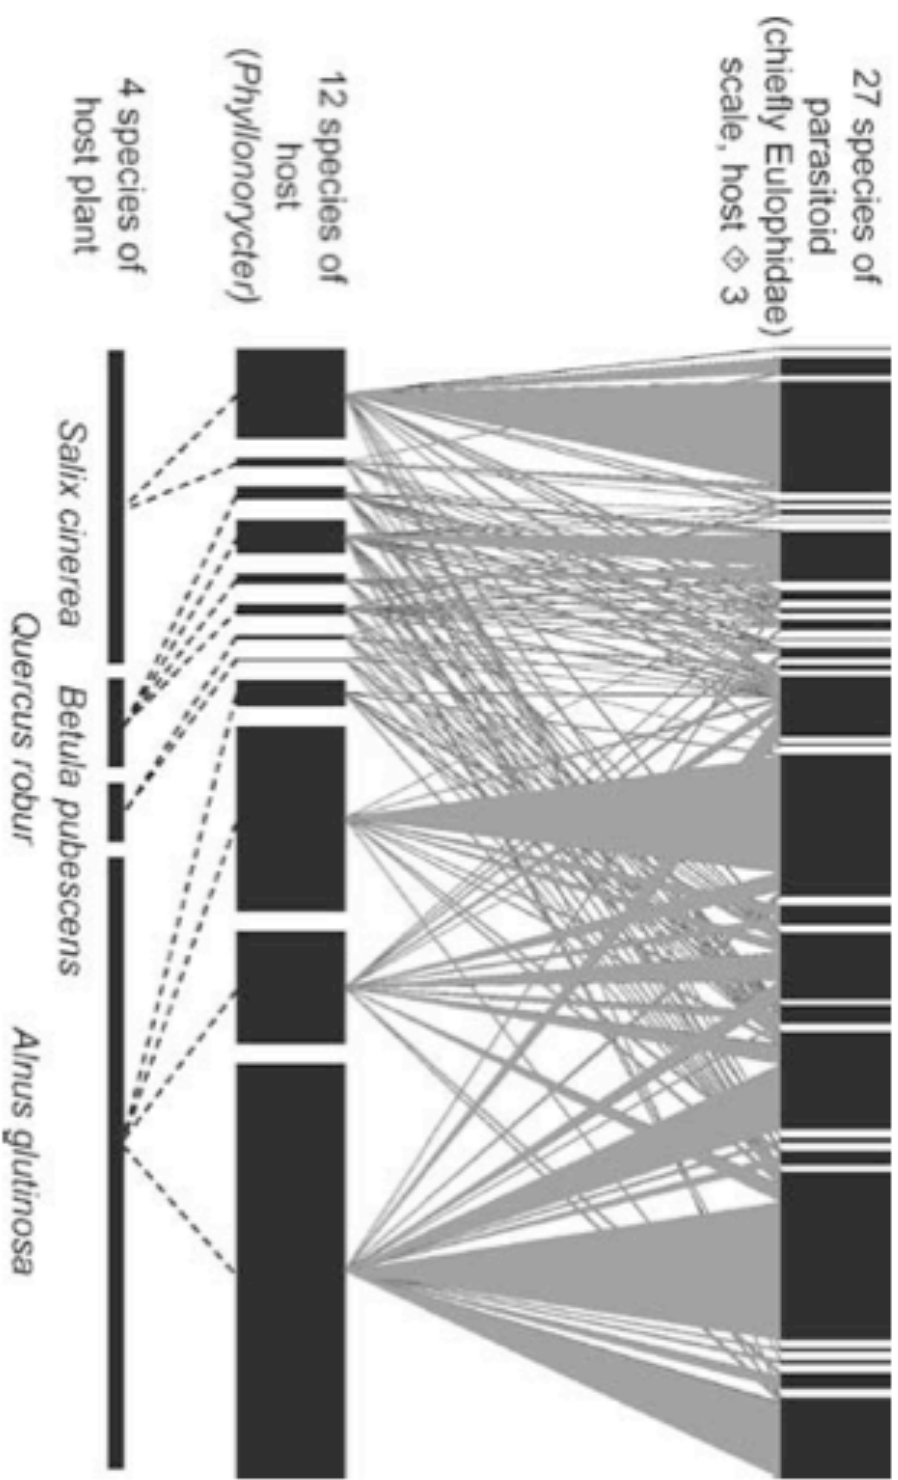 27 species of
parasitoid
(chiefly Eulophidae)
scale, host ⟐ 3
12 species of
host
(Phyllonorycter)
4 species of
host plant
Salix cinerea
Betula pubescens
Quercus robur
Alnus glutinosa